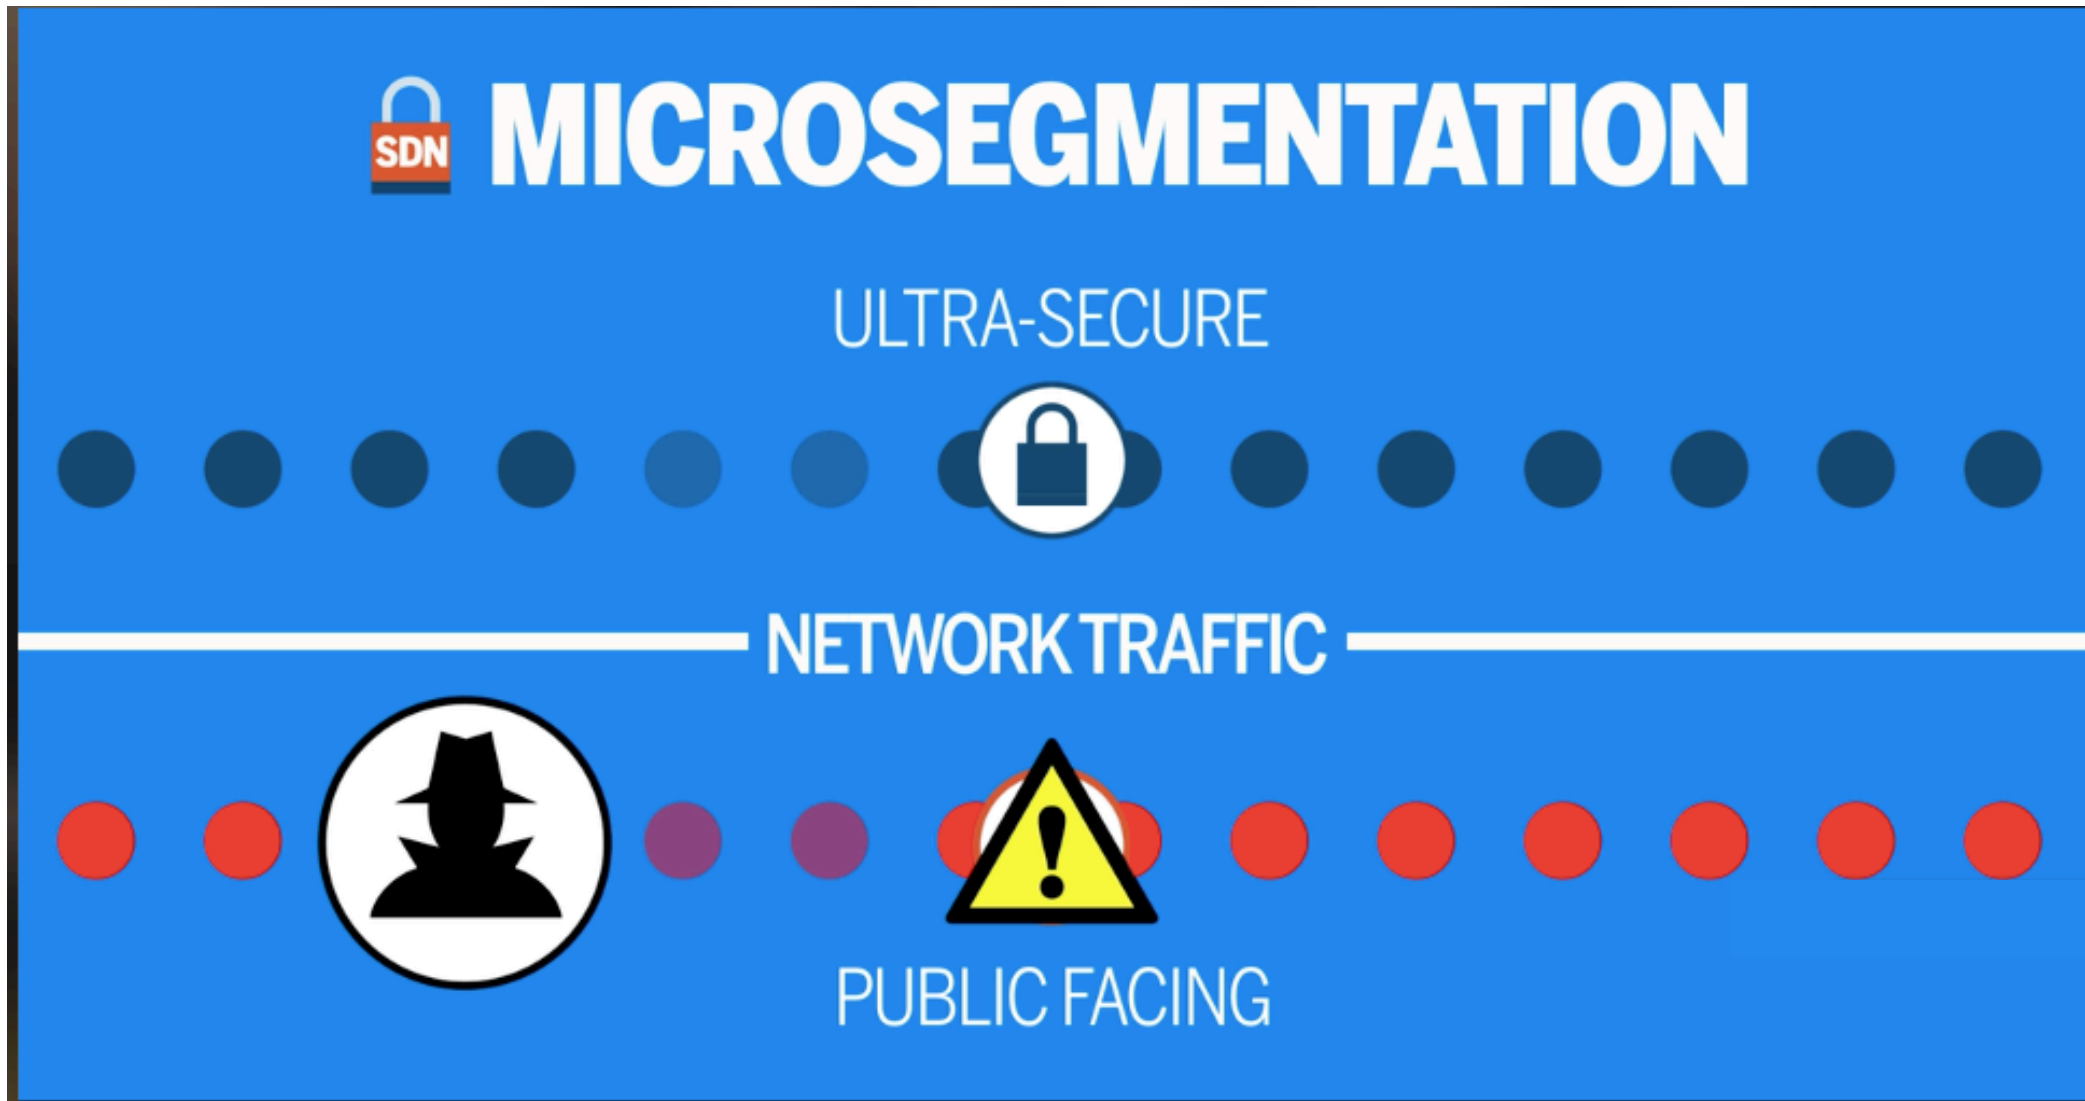 SDN MICROSEGMENTATION
ULTRA-SECURE
NETWORK TRAFFIC
!
PUBLIC FACING